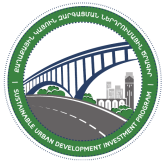 ՔԱՂԱՔԱՅԻՆ ԿԱՅՈՒՆ ԶԱՐԳԱՑՄԱՆ ՆԵՐԴՐՈՒՄԱՅԻՆ ԾՐԱԳԻՐ
SUSTAINABLE URBAN DEVELOPMENT INVESTMENT PROGRAM